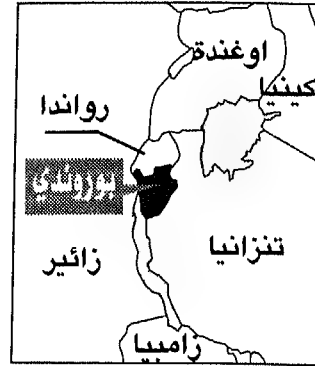 اوغندة
كينيا
رواندا
بوروندي
زائير
تنزانيا
زامبيا